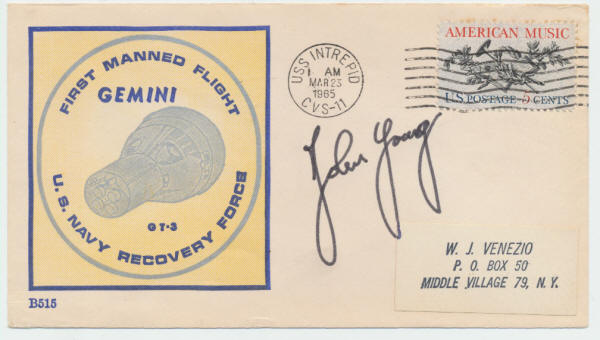 FIRST MANNED FLIGHT
GEMINI
GT-3
U.S. NAVY RECOVERY FORCE
B515
USS INTREPID
1 AM
MAR 23
1965
CVS-11
AMERICAN MUSIC
U.S. POSTAGE 5 CENTS
John Young
W. J. VENEZIO
P. O. BOX 50
MIDDLE VILLAGE 79, N. Y.